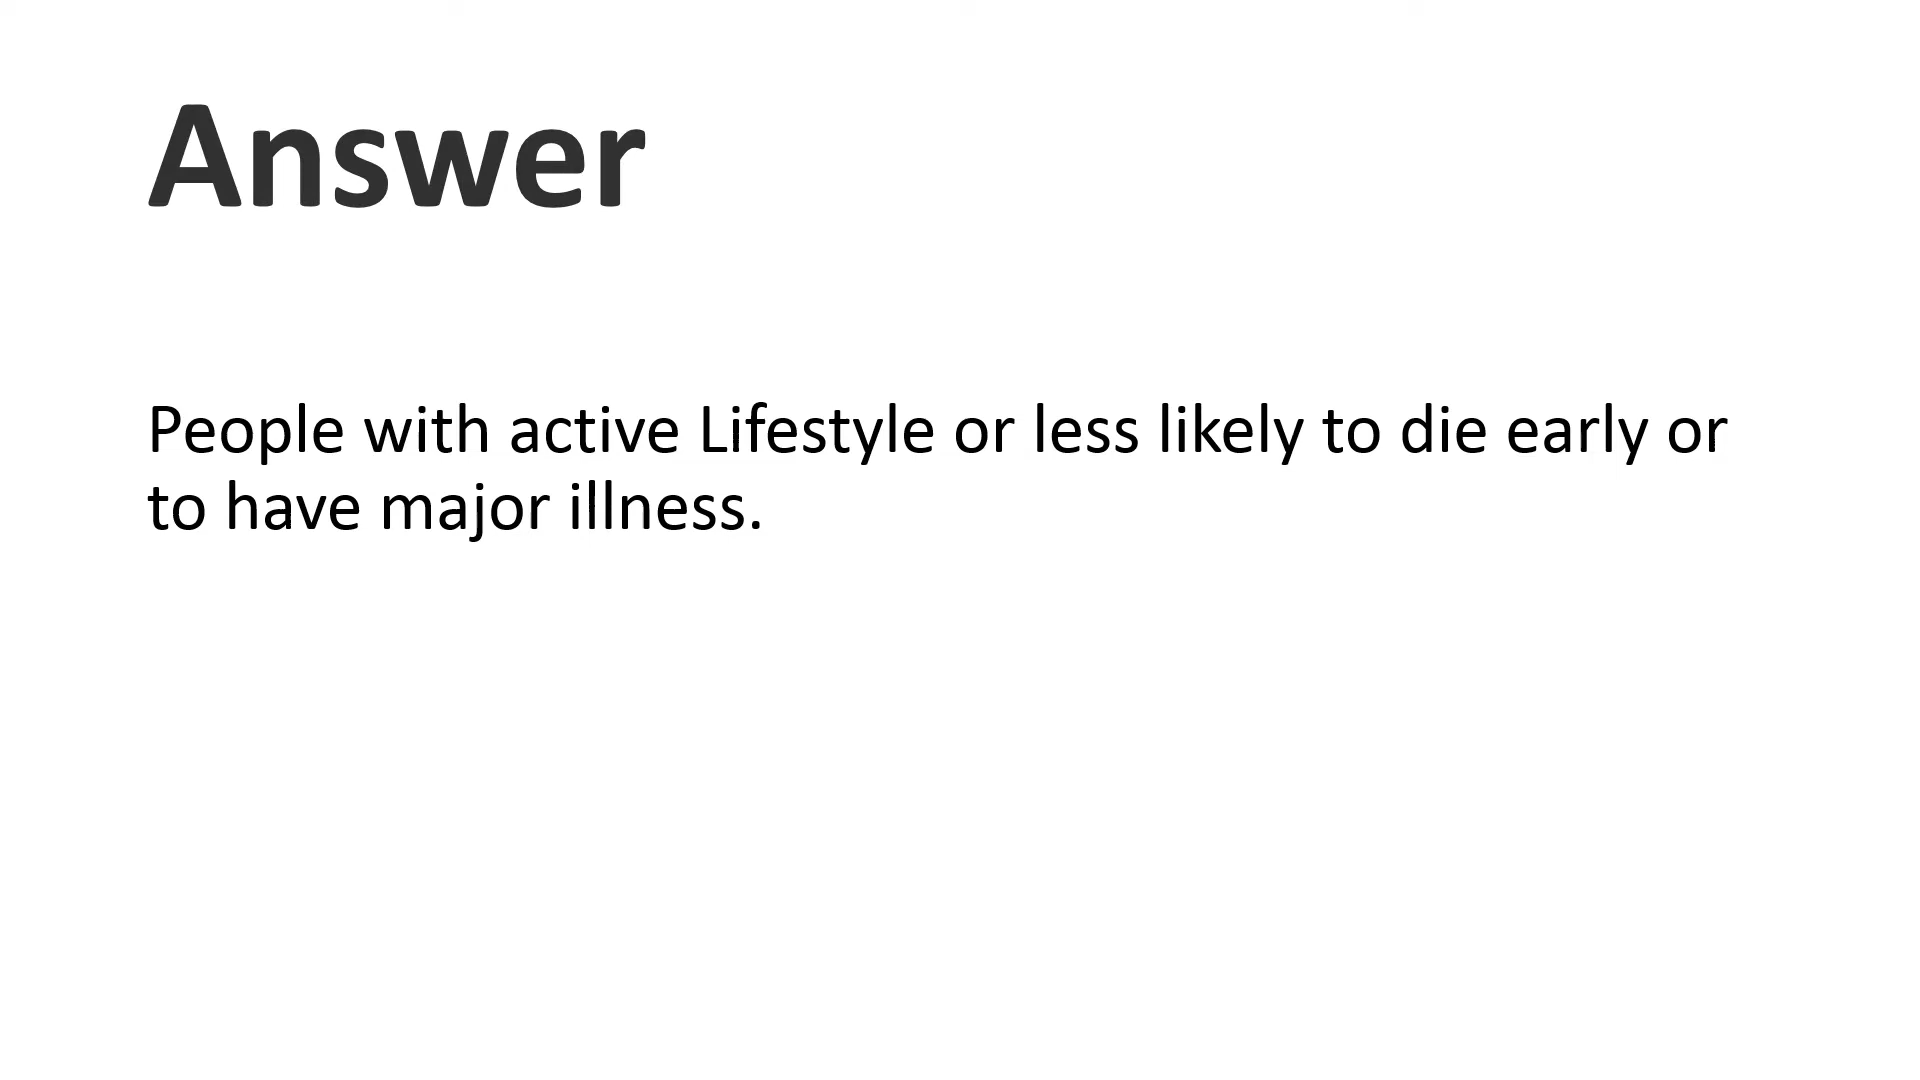 Answer
People with active Lifestyle or less likely to die early or
to have major illness.